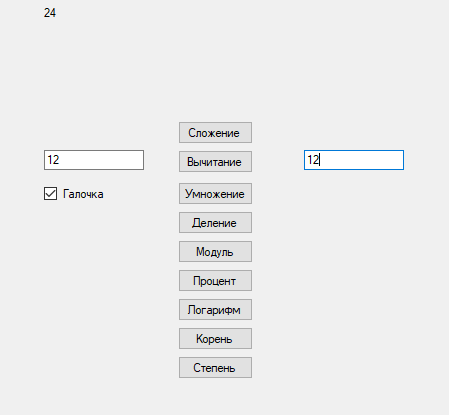 24
Сложение
12
Вычитание
12
Галочка
Умножение
Деление
Модуль
Процент
Логарифм
Корень
Степень